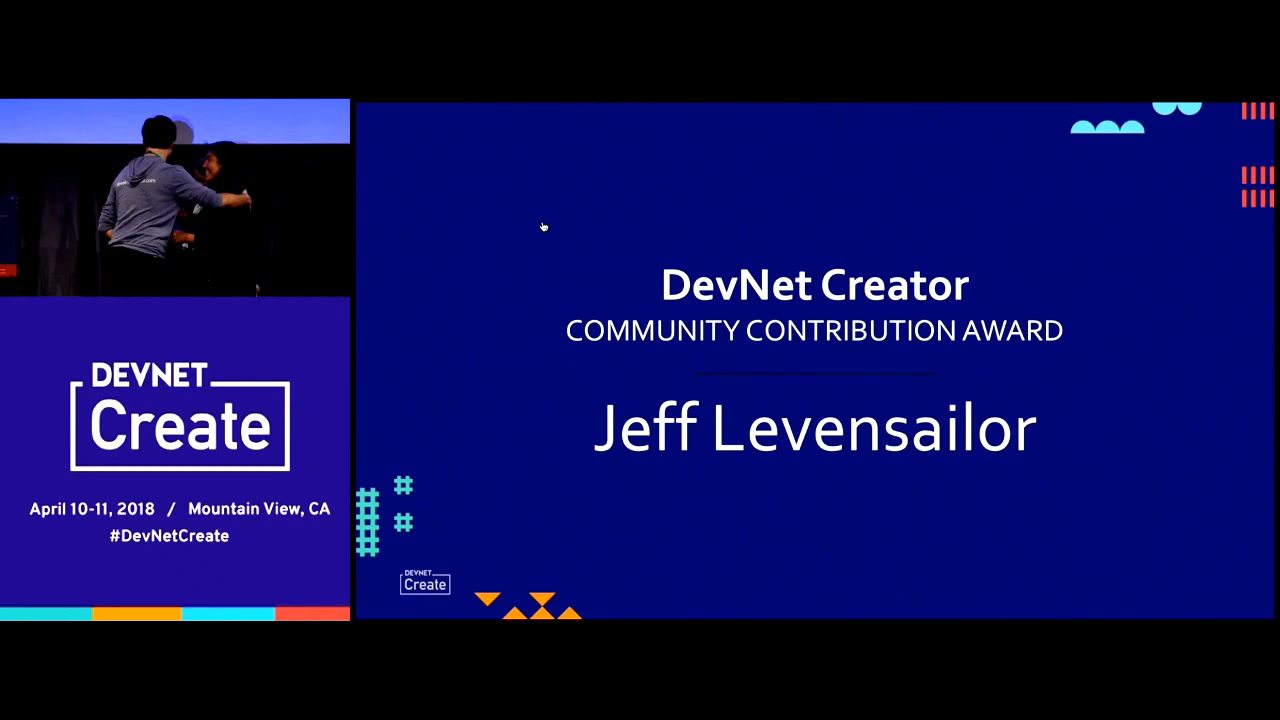 DEVNET
Create
April 10-11, 2018 / Mountain View, CA
#DevNetCreate
DevNet Creator
COMMUNITY CONTRIBUTION AWARD
Jeff Levensailor
DEVNET
Create